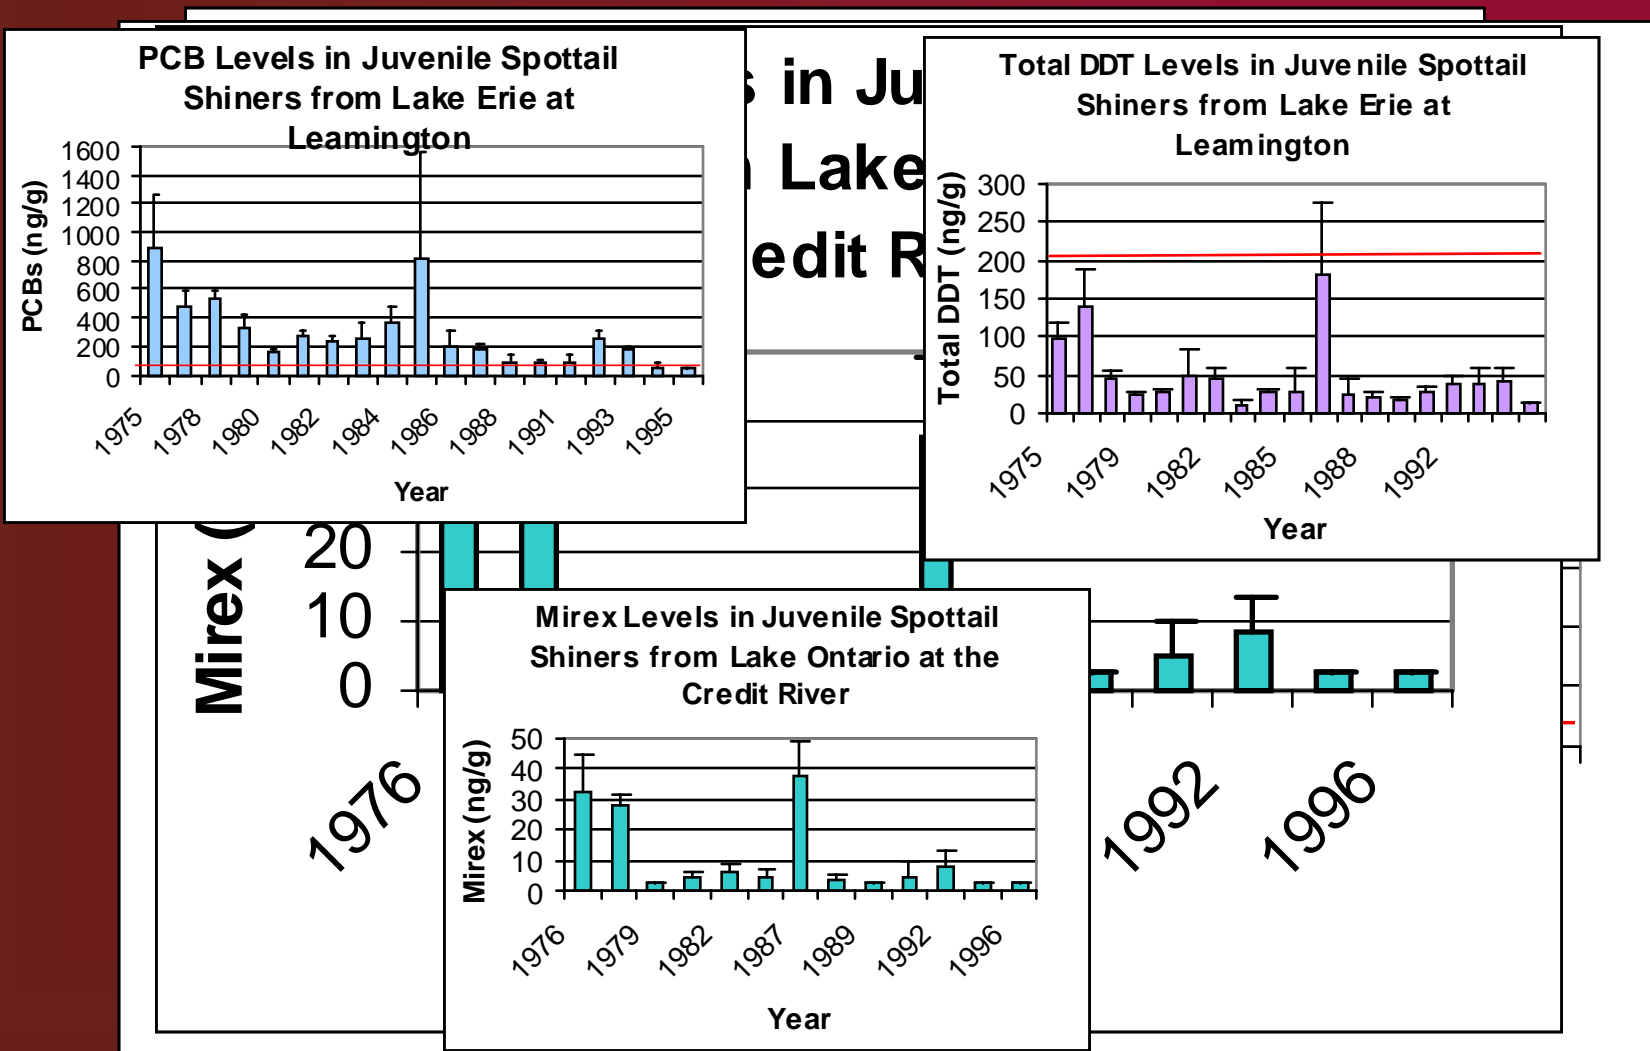 PCB Levels in Juvenile Spottail
Shiners from Lake Erie at
Leamington
PCBs (ng/g)
1600
1400
1200
1000
800
600
400
200
0
1975
1978
1980
1982
1984
1986
1988
1991
1993
1995
Year
s in Ju
Lake
edit R
Total DDT Levels in Juvenile Spottail
Shiners from Lake Erie at
Leamington
Total DDT (ng/g)
300
250
200
150
100
50
0
1975
1979
1982
1985
1988
1992
Year
Mirex (
20
10
0
1976
1992
1996
Mirex Levels in Juvenile Spottail
Shiners from Lake Ontario at the
Credit River
Mirex (ng/g)
50
40
30
20
10
0
1976
1979
1982
1987
1989
1992
1996
Year